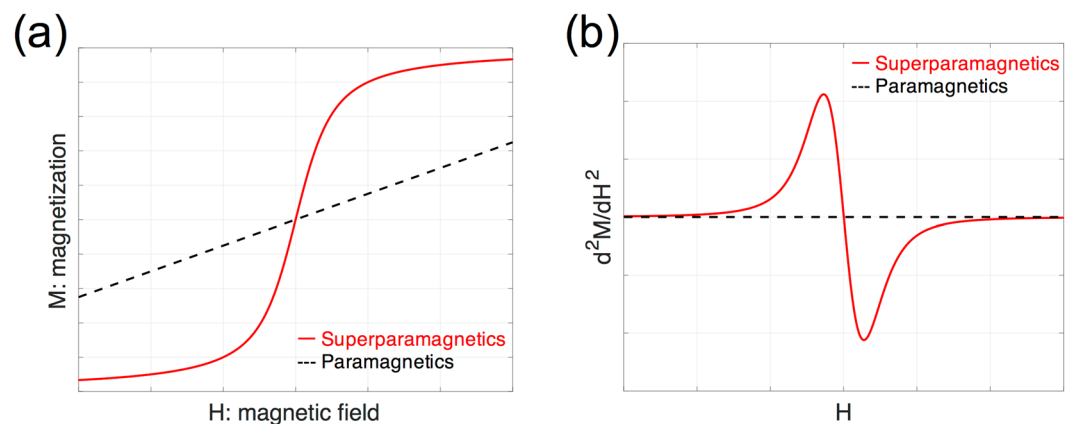 (a)
M: magnetization
Superparamagnetics
Paramagnetics
H: magnetic field
(b)
d²M/dH²
Superparamagnetics
Paramagnetics
H